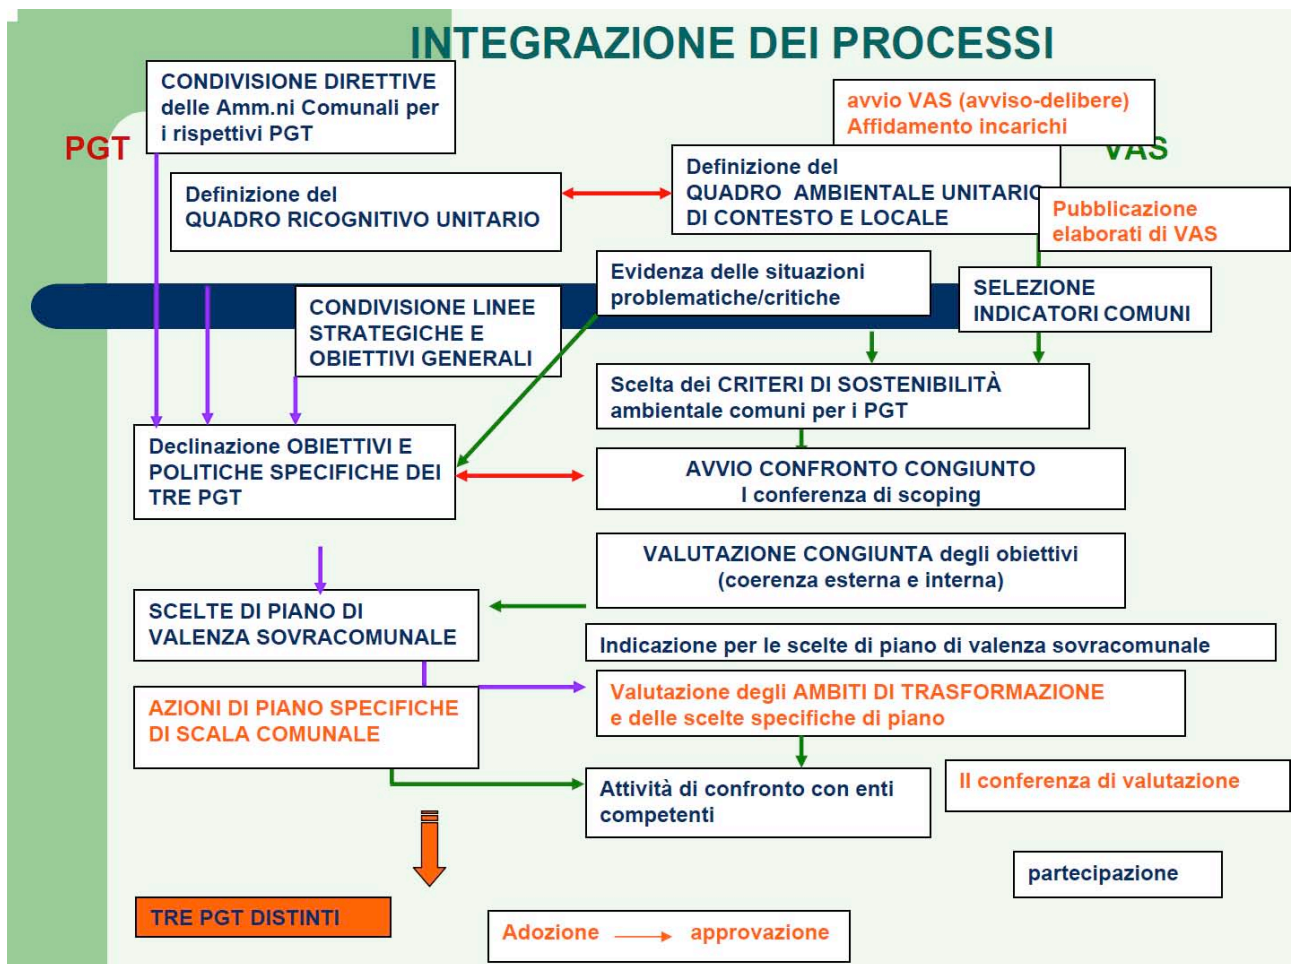 INTEGRAZIONE DEI PROCESSI
CONDIVISIONE DIRETTIVE
delle Amm.ni Comunali per
i rispettivi PGT
avvio VAS (avviso-delibere)
Affidamento incarichi
PGT
VAS
Definizione del
QUADRO RICOGNITIVO UNITARIO
Definizione del
QUADRO AMBIENTALE UNITARIO
DI CONTESTO E LOCALE
Pubblicazione
elaborati di VAS
Evidenza delle situazioni
problematiche/critiche
SELEZIONE
INDICATORI COMUNI
CONDIVISIONE LINEE
STRATEGICHE E
OBIETTIVI GENERALI
Scelta dei CRITERI DI SOSTENIBILITÀ
ambientale comuni per i PGT
Declinazione OBIETTIVI E
POLITICHE SPECIFICHE DEI
TRE PGT
AVVIO CONFRONTO CONGIUNTO
I conferenza di scoping
VALUTAZIONE CONGIUNTA degli obiettivi
(coerenza esterna e interna)
SCELTE DI PIANO DI
VALENZA SOVRACOMUNALE
Indicazione per le scelte di piano di valenza sovracomunale
AZIONI DI PIANO SPECIFICHE
DI SCALA COMUNALE
Valutazione degli AMBITI DI TRASFORMAZIONE
e delle scelte specifiche di piano
Attività di confronto con enti
competenti
II conferenza di valutazione
partecipazione
TRE PGT DISTINTI
Adozione approvazione